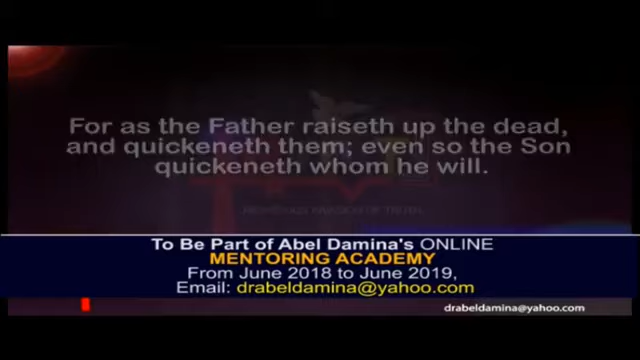 For as the Father raiseth up the dead,
and quickeneth them; even so the Son
quickeneth whom he will.
To Be Part of Abel Damina's ONLINE
MENTORING ACADEMY
From June 2018 to June 2019,
Email: drabeldamina@yahoo.com
drabeldamina@yahoo.com